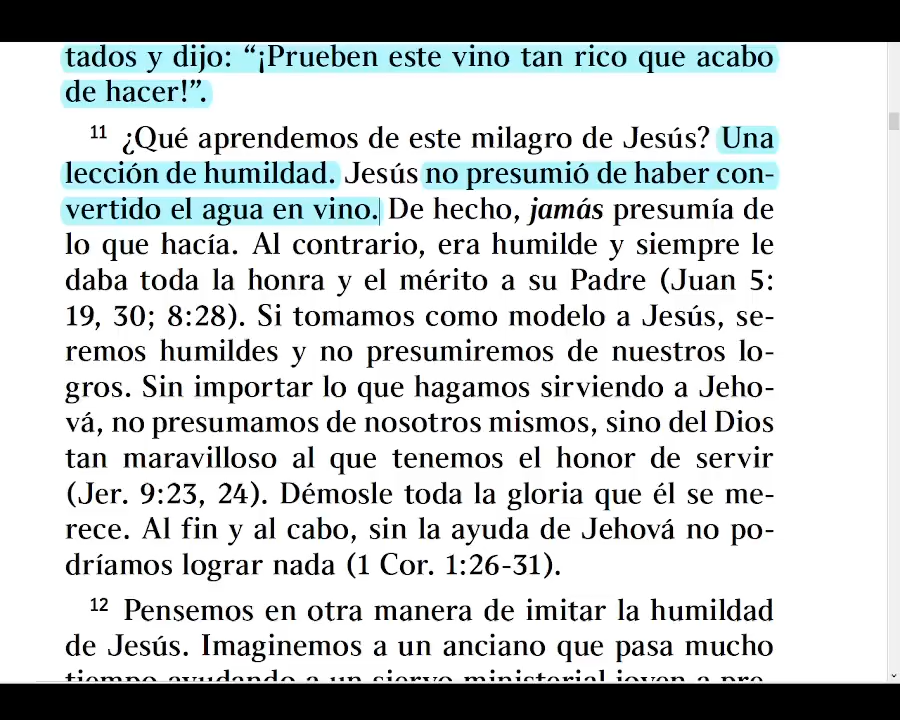 tados y dijo: “¡Prueben este vino tan rico que acabo
de hacer!”.
11 ¿Qué aprendemos de este milagro de Jesús? Una
lección de humildad. Jesús no presumió de haber con-
vertido el agua en vino. De hecho, jamás presumía de
lo que hacía. Al contrario, era humilde y siempre le
daba toda la honra y el mérito a su Padre (Juan 5:
19, 30; 8:28). Si tomamos como modelo a Jesús, se-
remos humildes y no presumiremos de nuestros lo-
gros. Sin importar lo que hagamos sirviendo a Jeho-
vá, no presumamos de nosotros mismos, sino del Dios
tan maravilloso al que tenemos el honor de servir
(Jer. 9:23, 24). Démosle toda la gloria que él se me-
rece. Al fin y al cabo, sin la ayuda de Jehová no po-
dríamos lograr nada (1 Cor. 1:26-31).
12 Pensemos en otra manera de imitar la humildad
de Jesús. Imaginemos a un anciano que pasa mucho
tiempo ayudando a un siervo ministerial joven a pre-